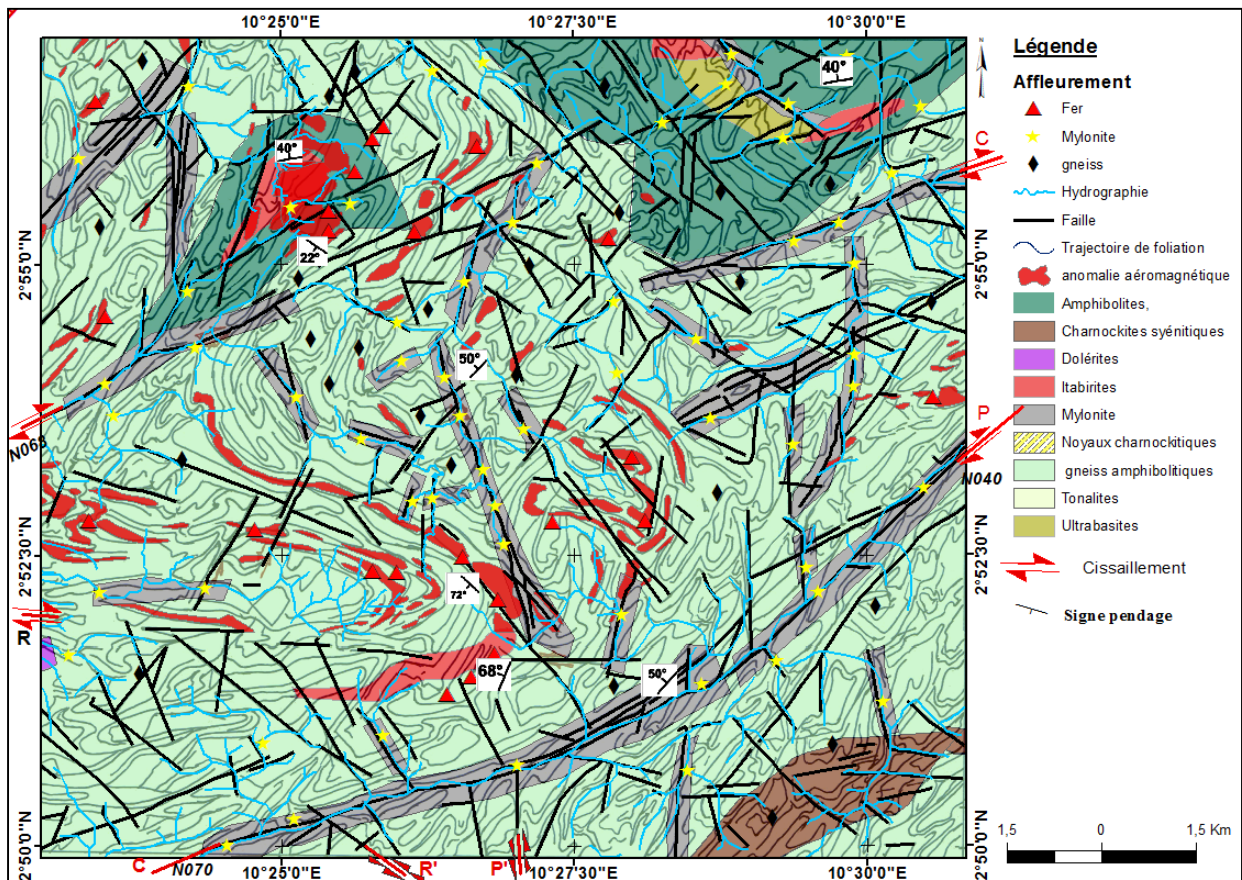 10°25'0"E
10°27'30"E
10°30'0"E
N
Légende
Affleurement
Fer
Mylonite
gneiss
Hydrographie
Faille
Trajectoire de foliation
anomalie aéromagnétique
Amphibolites,
Charnockites syénitiques
Dolérites
Itabirites
Mylonite
Noyaux charnockitiques
gneiss amphibolitiques
Tonalites
Ultrabasites
Cissaillement
Signe pendage
1,5
0
1,5 Km
40°
C
40°
2°55'0"N
22°
2°55'0"N
50°
P
N068
N040
2°52'30"N
2°52'30"N
72°
R
68°
50°
2°50'0"N
2°50'0"N
C
N070
R'
P'
10°25'0"E
10°27'30"E
10°30'0"E